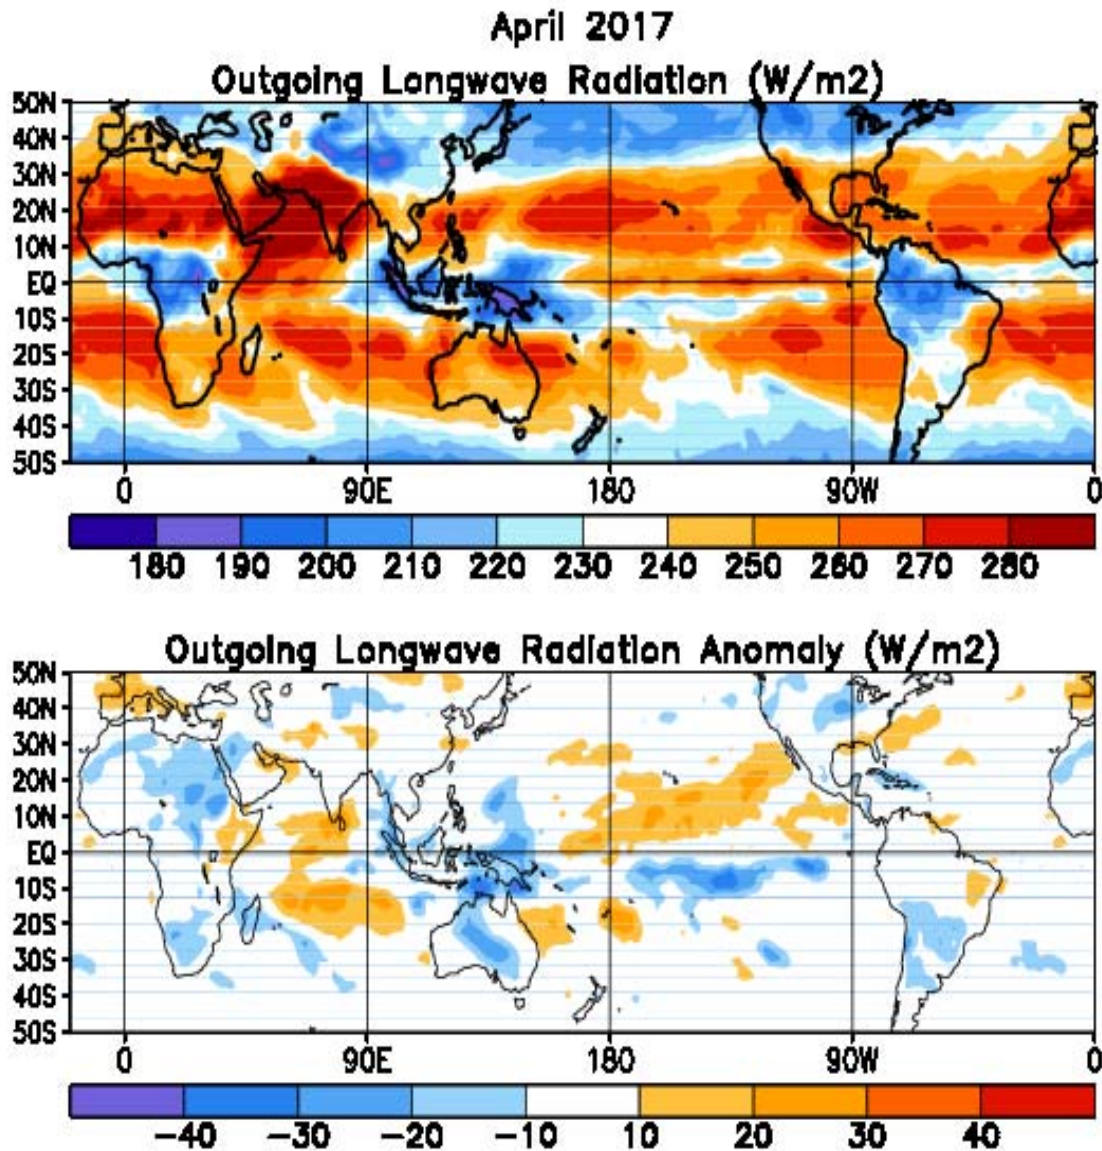 April 2017
Outgoing Longwave Radiation (W/m2)
50N
40N
30N
20N
10N
EQ
10S
20S
30S
40S
50S
0 90E 180 90W 0
180 190 200 210 220 230 240 250 260 270 280
Outgoing Longwave Radiation Anomaly (W/m2)
50N
40N
30N
20N
10N
EQ
10S
20S
30S
40S
50S
0 90E 180 90W 0
−40 −30 −20 −10 10 20 30 40